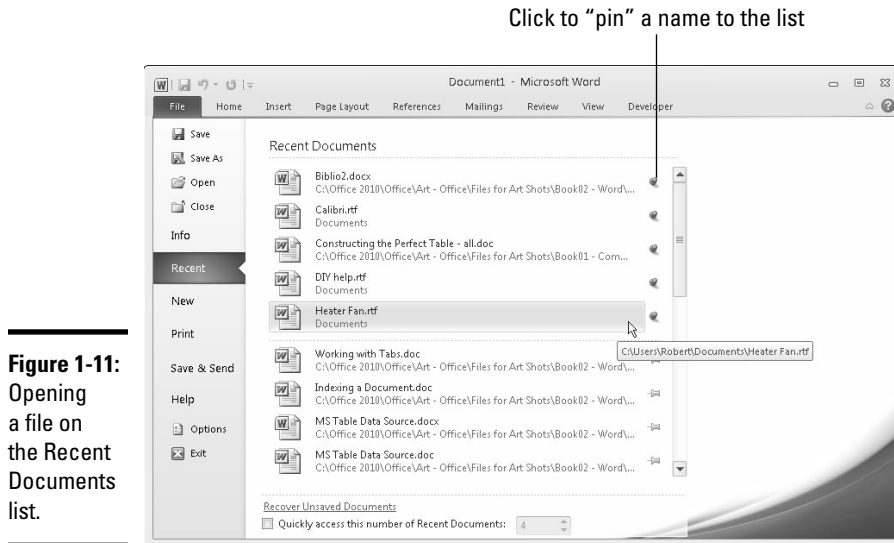 Click to “pin” a name to the list
Document1 - Microsoft Word
File Home Insert Page Layout References Mailings Review View Developer
Save
Save As
Open
Close
Info
Recent
New
Print
Save & Send
Help
Options
Exit
Recent Documents
Biblio2.docx
C:\Office 2010\Office\Art - Office\Files for Art Shots\Book02 - Word\...
Calibri.rtf
Documents
Constructing the Perfect Table - all.doc
C:\Office 2010\Office\Art - Office\Files for Art Shots\Book01 - Com...
DIY help.rtf
Documents
Heater Fan.rtf
Documents
C:\Users\Robert\Documents\Heater Fan.rtf
Working with Tabs.doc
C:\Office 2010\Office\Art - Office\Files for Art Shots\Book02 - Word\...
Indexing a Document.doc
C:\Office 2010\Office\Art - Office\Files for Art Shots\Book02 - Word\...
MS Table Data Source.docx
C:\Office 2010\Office\Art - Office\Files for Art Shots\Book02 - Word\...
MS Table Data Source.doc
C:\Office 2010\Office\Art - Office\Files for Art Shots\Book02 - Word\...
Recover Unsaved Documents
Quickly access this number of Recent Documents: 4
Figure 1-11:
Opening
a file on
the Recent
Documents
list.